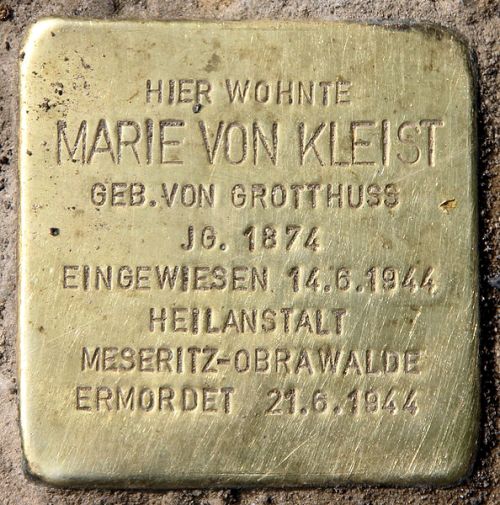 HIER WOHNTE
MARIE VON KLEIST
GEB.VON GROTTHUSS
JG. 1874
EINGEWIESEN 14.6.1944
HEILANSTALT
MESERITZ-OBRAWALDE
ERMORDET 21.6.1944